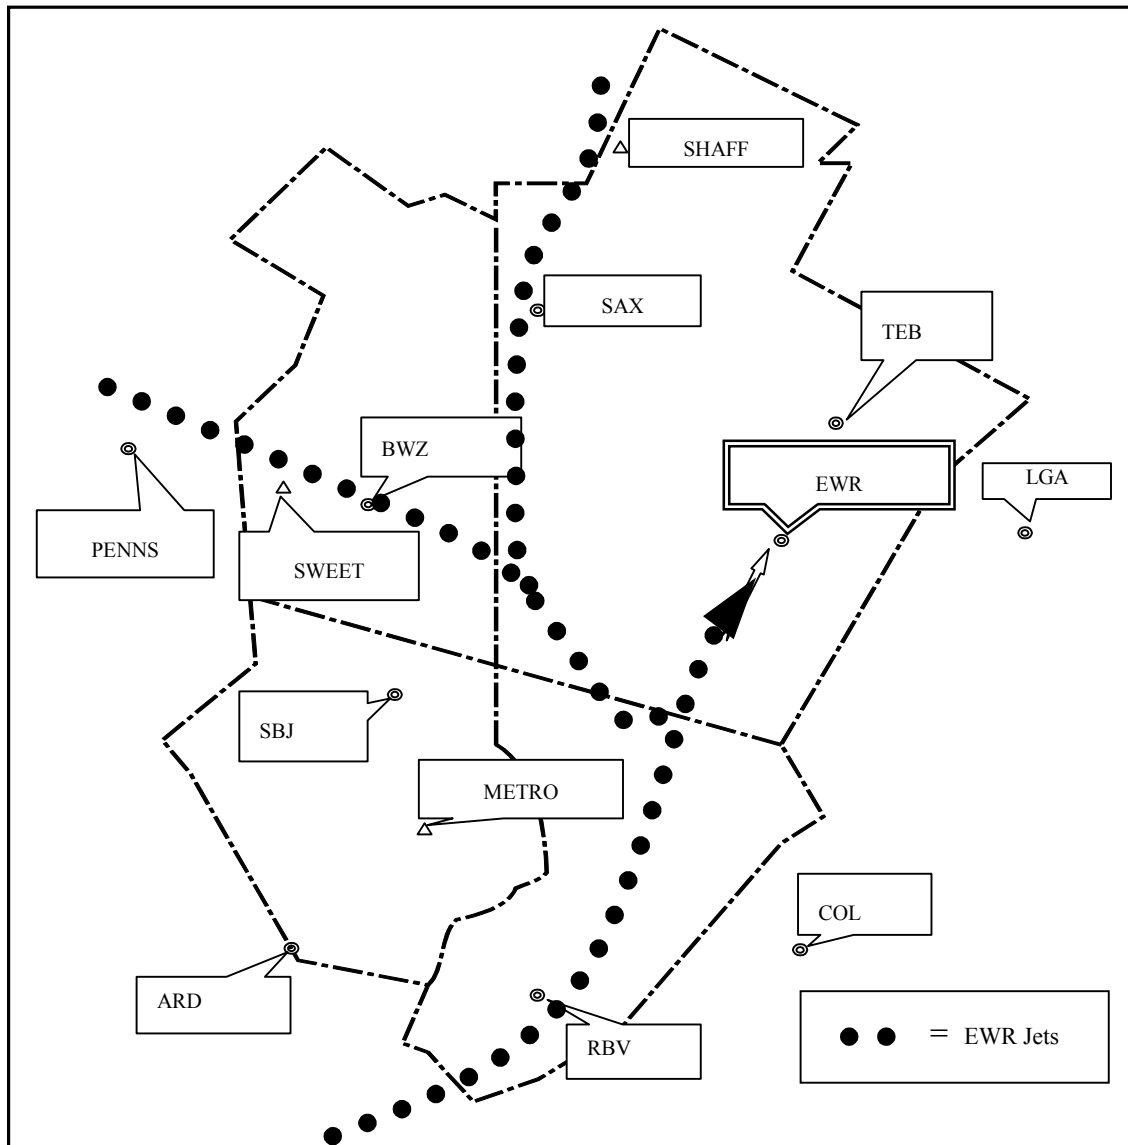 SHAFF
SAX
TEB
BWZ
EWR
LGA
PENNS
SWEET
SBJ
METRO
COL
ARD
RBV
= EWR Jets